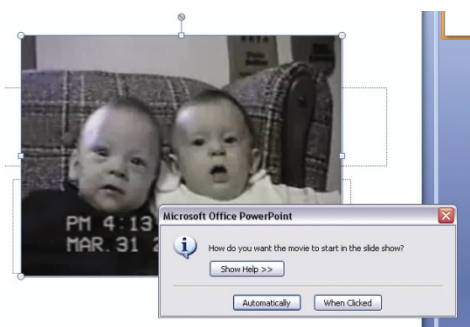 PM 4:13
MAR. 31 2
Microsoft Office PowerPoint
How do you want the movie to start in the slide show?
Show Help >>
Automatically
When Clicked